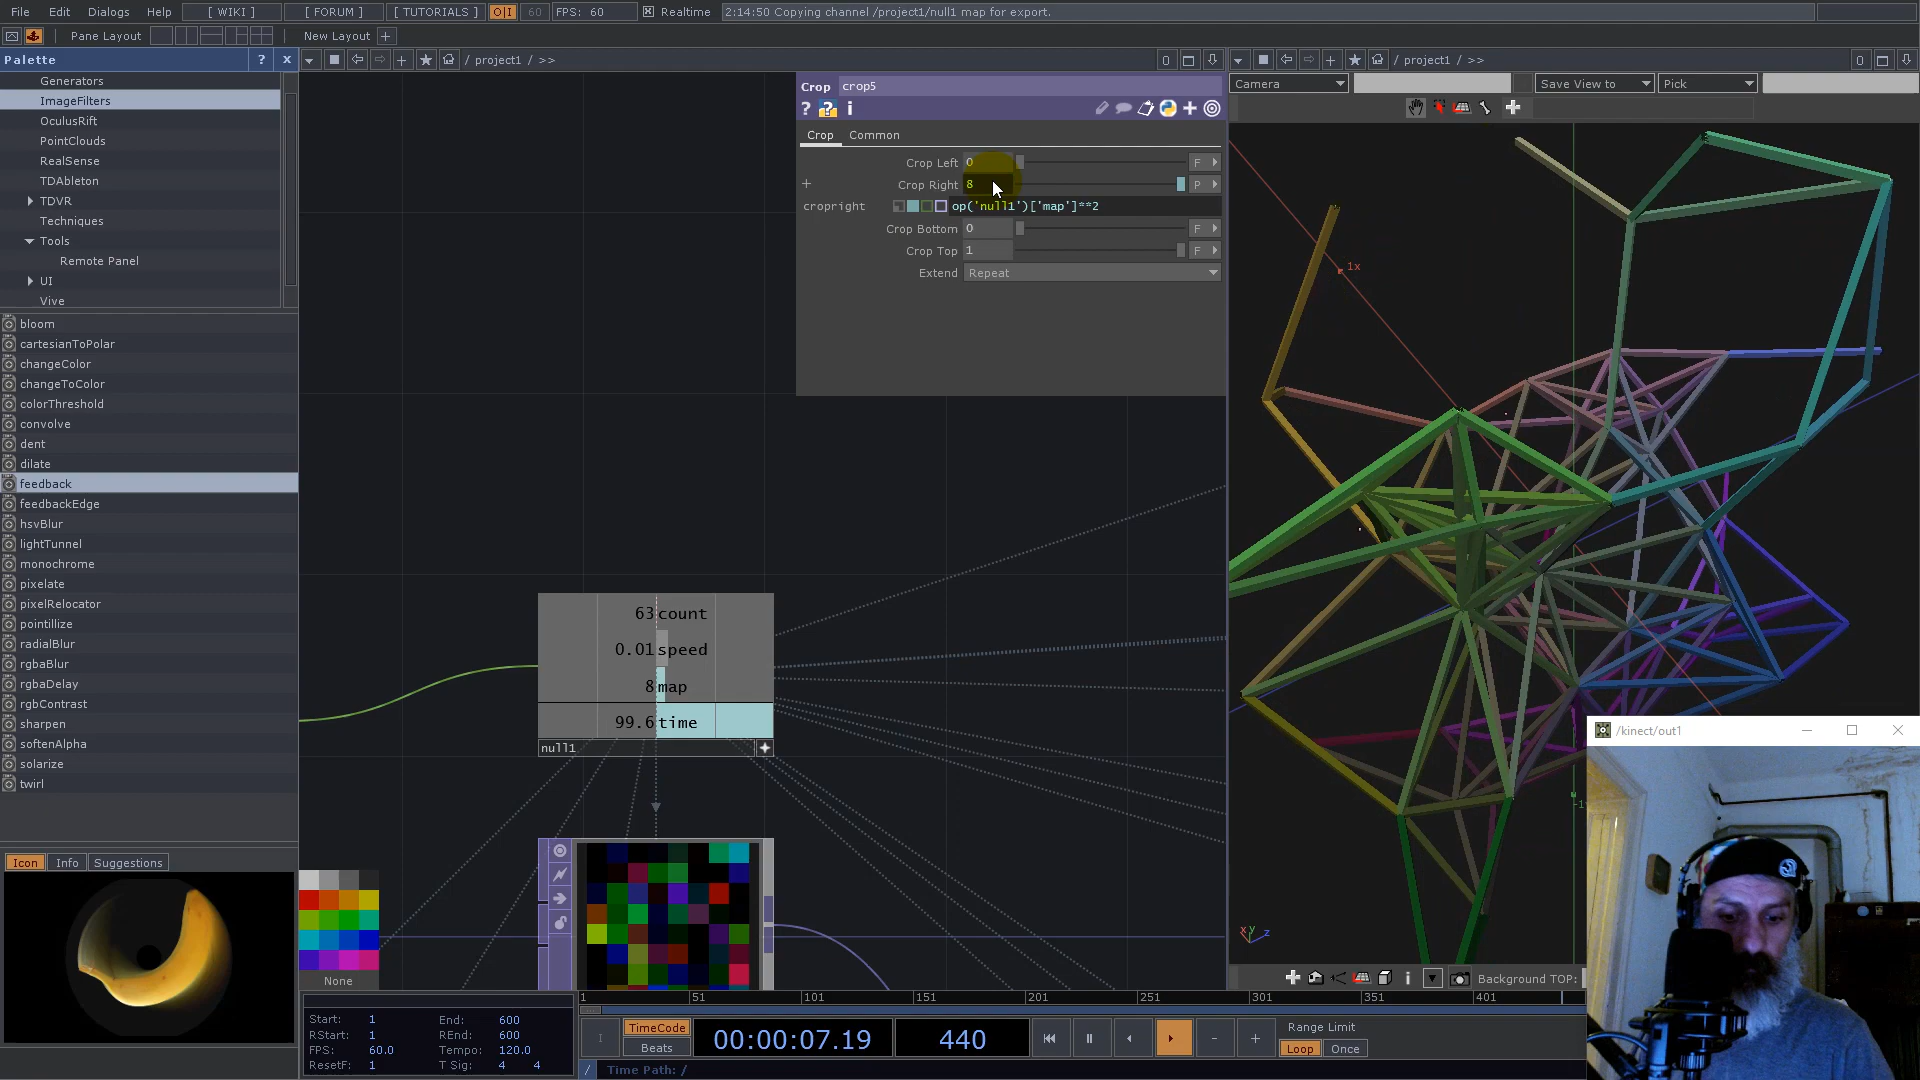 File Edit Dialogs Help [ WIKI ] [ FORUM ] [ TUTORIALS ] O|I 60 FPS: 60 Realtime 2:14:50 Copying channel /project1/null1 map for export.
Pane Layout New Layout +
Palette ? x
/ project1 / >>
0
/ project1 / >>
0
Generators
ImageFilters
OculusRift
PointClouds
RealSense
TDAbleton
TDVR
Techniques
Tools
Remote Panel
UI
Vive
bloom
cartesianToPolar
changeColor
changeToColor
colorThreshold
convolve
dent
dilate
feedback
feedbackEdge
hsvBlur
lightTunnel
monochrome
pixelate
pixelRelocator
pointillize
radialBlur
rgbaBlur
rgbaDelay
rgbContrast
sharpen
softenAlpha
solarize
twirl
Icon Info Suggestions
Crop crop5
? ? i
Crop Common
Crop Left 0 F
+ Crop Right 8 P
cropright op('null1')['map']**2
Crop Bottom 0 F
Crop Top 1 F
Extend Repeat
63 count
0.01 speed
8 map
99.6 time
null1
None
Camera Save View to Pick
1x
x y z
Background TOP:
/kinect/out1
1 51 101 151 201 251 301 351 401
Start: 1 End: 600
RStart: 1 REnd: 600
FPS: 60.0 Tempo: 120.0
ResetF: 1 T Sig: 4 4
TimeCode
Beats
00:00:07.19 440
Range Limit
Loop Once
/ Time Path: /